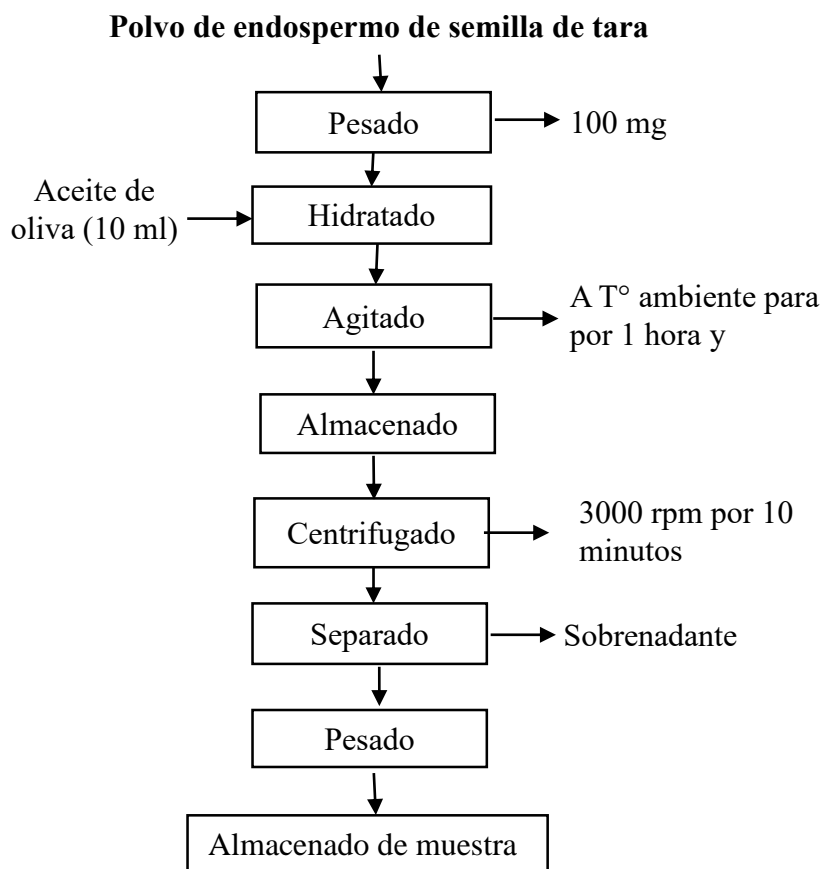 Polvo de endospermo de semilla de tara
Pesado
100 mg
Aceite de
oliva (10 ml)
Hidratado
Agitado
A T° ambiente para
por 1 hora y
Almacenado
Centrifugado
3000 rpm por 10
minutos
Separado
Sobrenadante
Pesado
Almacenado de muestra